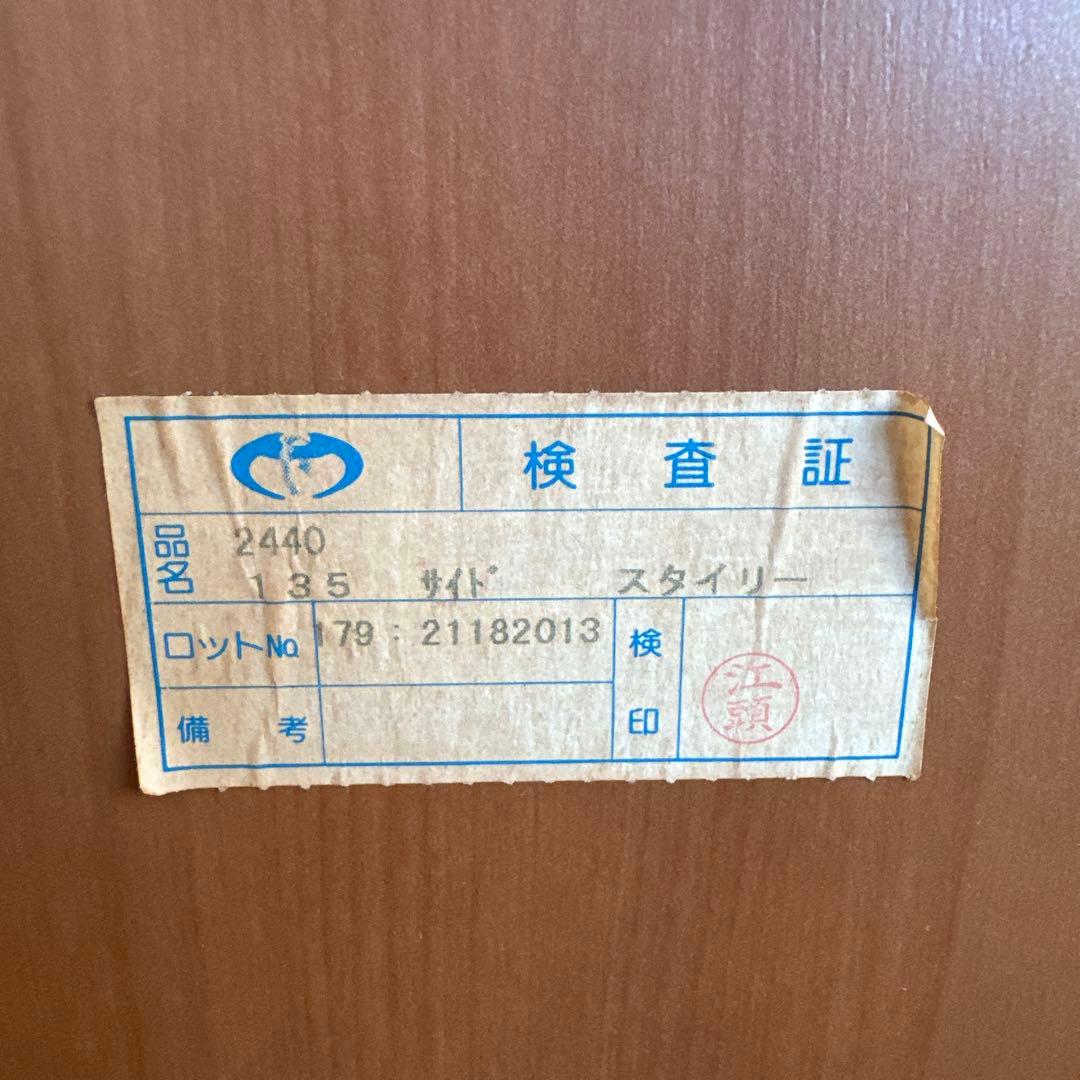 検査証
品名 2440
135 ｻｲﾄﾞ スタイリー
ロットNo 179 : 21182013
検印 江頭
備考